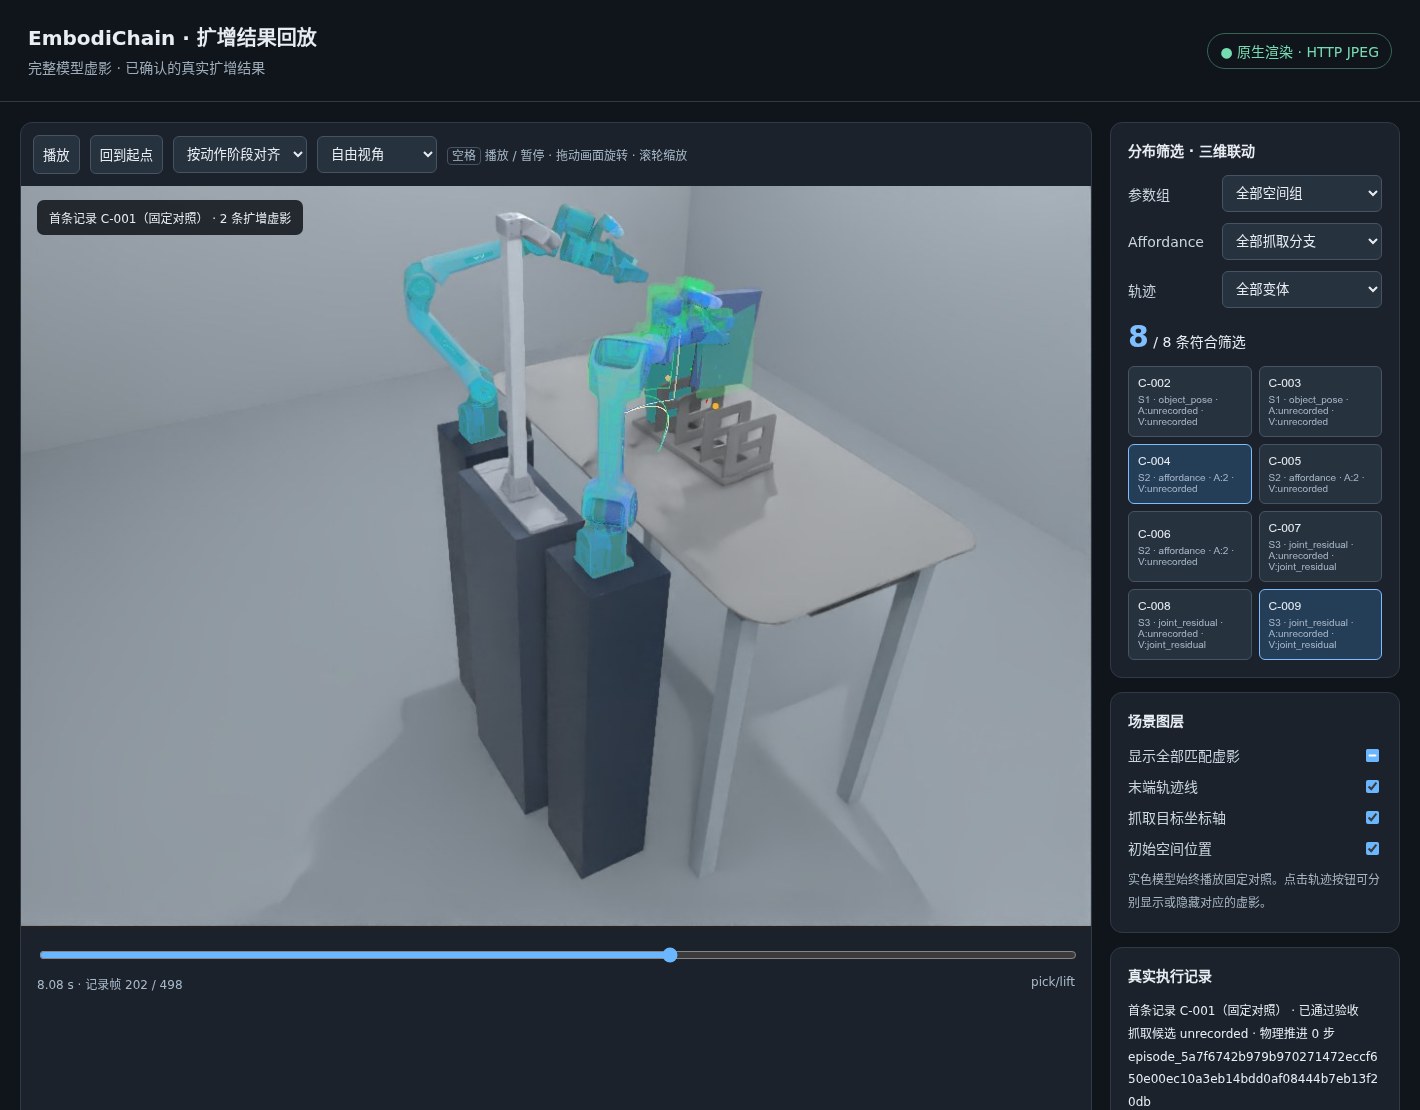 EmbodiChain · 扩增结果回放
完整模型虚影 · 已确认的真实扩增结果
原生渲染 · HTTP JPEG
播放
回到起点
按动作阶段对齐
自由视角
空格 播放 / 暂停 · 拖动画面旋转 · 滚轮缩放
首条记录 C-001（固定对照） · 2 条扩增虚影
8.08 s · 记录帧 202 / 498
pick/lift
分布筛选 · 三维联动
参数组
全部空间组
Affordance
全部抓取分支
轨迹
全部变体
8 / 8 条符合筛选
C-002
S1 · object_pose ·
A:unrecorded ·
V:unrecorded
C-003
S1 · object_pose ·
A:unrecorded ·
V:unrecorded
C-004
S2 · affordance · A:2 ·
V:unrecorded
C-005
S2 · affordance · A:2 ·
V:unrecorded
C-006
S2 · affordance · A:2 ·
V:unrecorded
C-007
S3 · joint_residual ·
A:unrecorded ·
V:joint_residual
C-008
S3 · joint_residual ·
A:unrecorded ·
V:joint_residual
C-009
S3 · joint_residual ·
A:unrecorded ·
V:joint_residual
场景图层
显示全部匹配虚影
末端轨迹线
抓取目标坐标轴
初始空间位置
实色模型始终播放固定对照。点击轨迹按钮可分
别显示或隐藏对应的虚影。
真实执行记录
首条记录 C-001（固定对照） · 已通过验收
抓取候选 unrecorded · 物理推进 0 步
episode_5a7f6742b979b970271472eccf6
50e00ec10a3eb14bdd0af08444b7eb13f2
0db